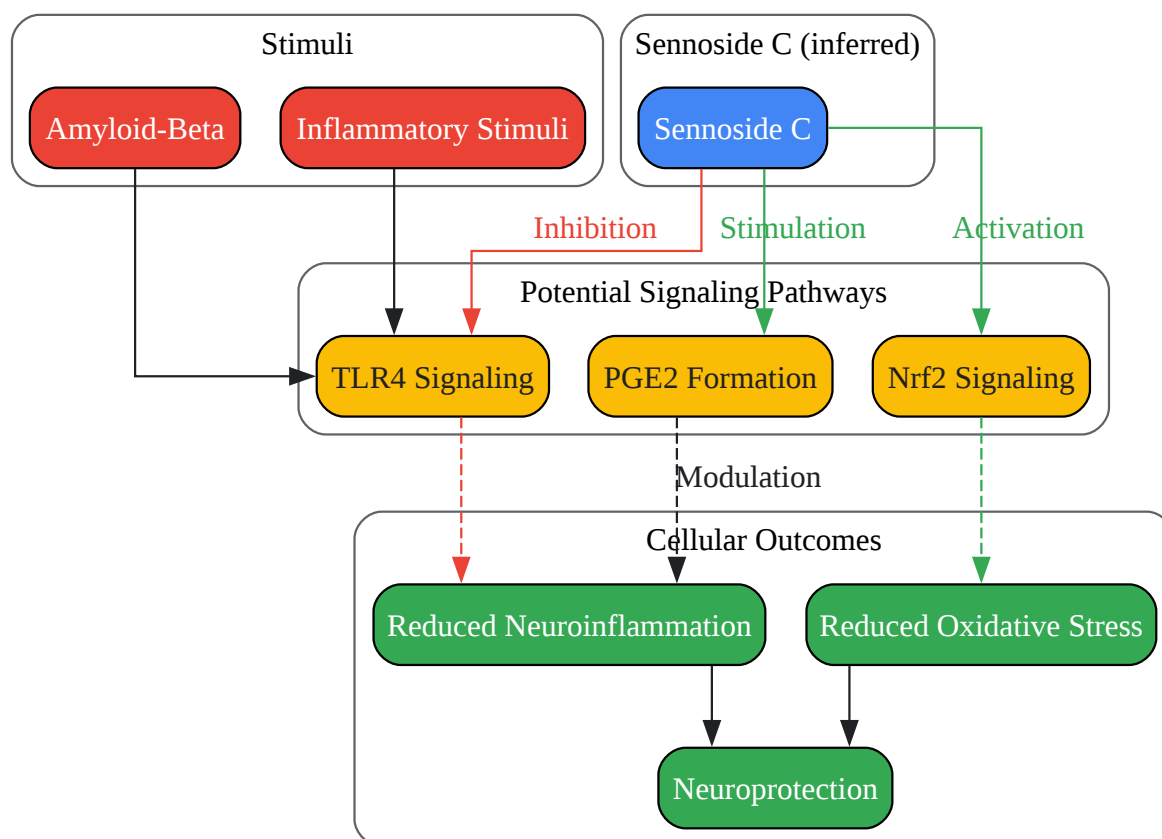 Stimuli
Sennoside C (inferred)
Amyloid-Beta
Inflammatory Stimuli
Sennoside C
Inhibition
Stimulation
Activation
Potential Signaling Pathways
TLR4 Signaling
PGE2 Formation
Nrf2 Signaling
Modulation
Cellular Outcomes
Reduced Neuroinflammation
Reduced Oxidative Stress
Neuroprotection